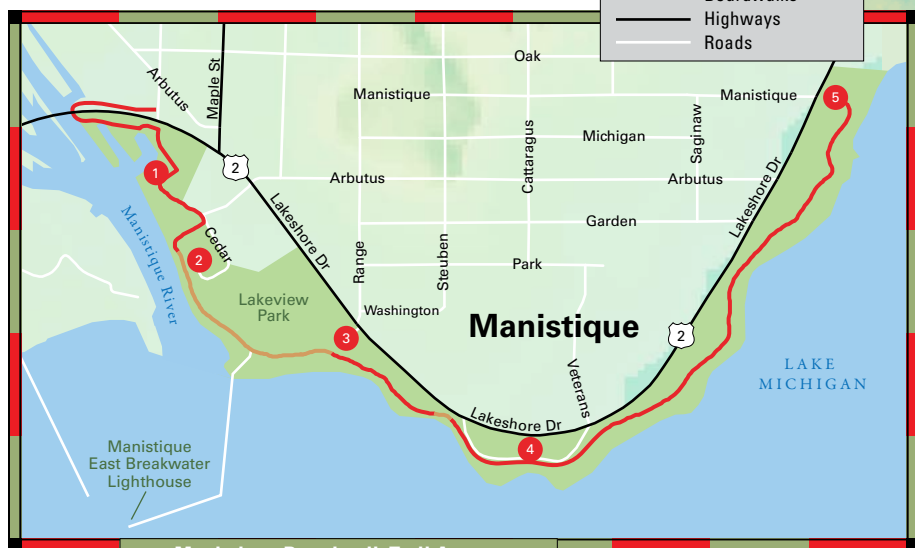 Highways
Roads
Oak
Arbutus
Maple St
Manistique
Manistique
5
Michigan
Saginaw
Cattaragus
2
1
Arbutus
Arbutus
Lakeshore Dr
Lakeshore Dr
Garden
Manistique River
Cedar
2
Range
Steuben
Park
Lakeview
Park
Washington
3
Manistique
2
LAKE
MICHIGAN
Veterans
Lakeshore Dr
4
Manistique
East Breakwater
Lighthouse